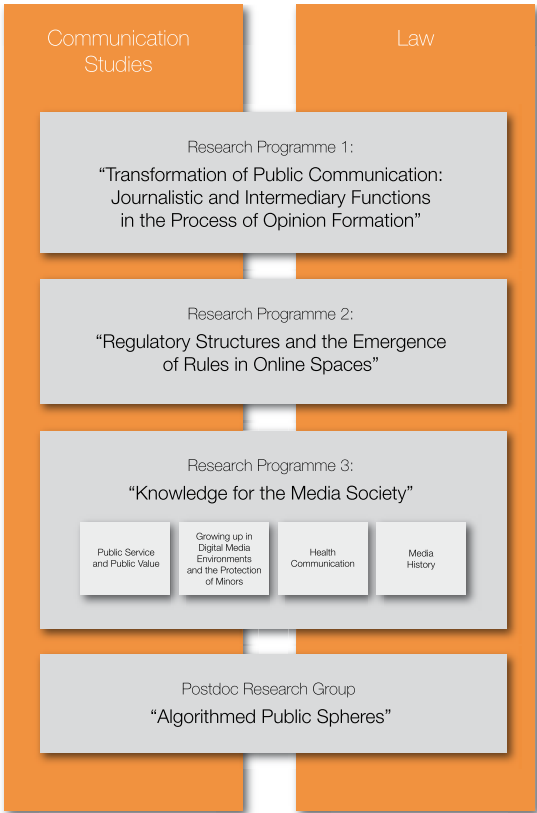 Communication
Studies
Law
Research Programme 1:
“Transformation of Public Communication:
Journalistic and Intermediary Functions
in the Process of Opinion Formation”
Research Programme 2:
“Regulatory Structures and the Emergence
of Rules in Online Spaces”
Research Programme 3:
“Knowledge for the Media Society”
Public Service
and Public Value
Growing up in
Digital Media
Environments
and the Protection
of Minors
Health
Communication
Media
History
Postdoc Research Group
“Algorithmed Public Spheres”